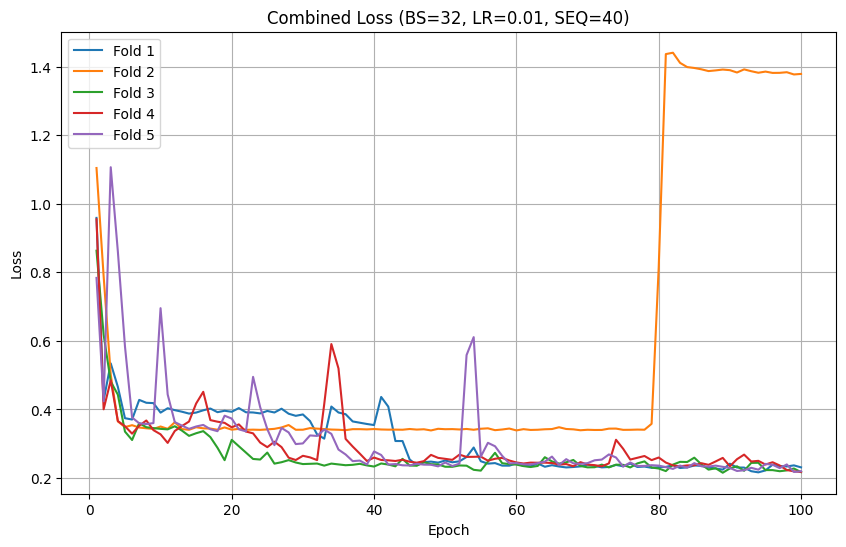 Combined Loss (BS=32, LR=0.01, SEQ=40)
Fold 1
Fold 2
Fold 3
Fold 4
Fold 5
Loss
1.4
1.2
1.0
0.8
0.6
0.4
0.2
0 20 40 60 80 100
Epoch